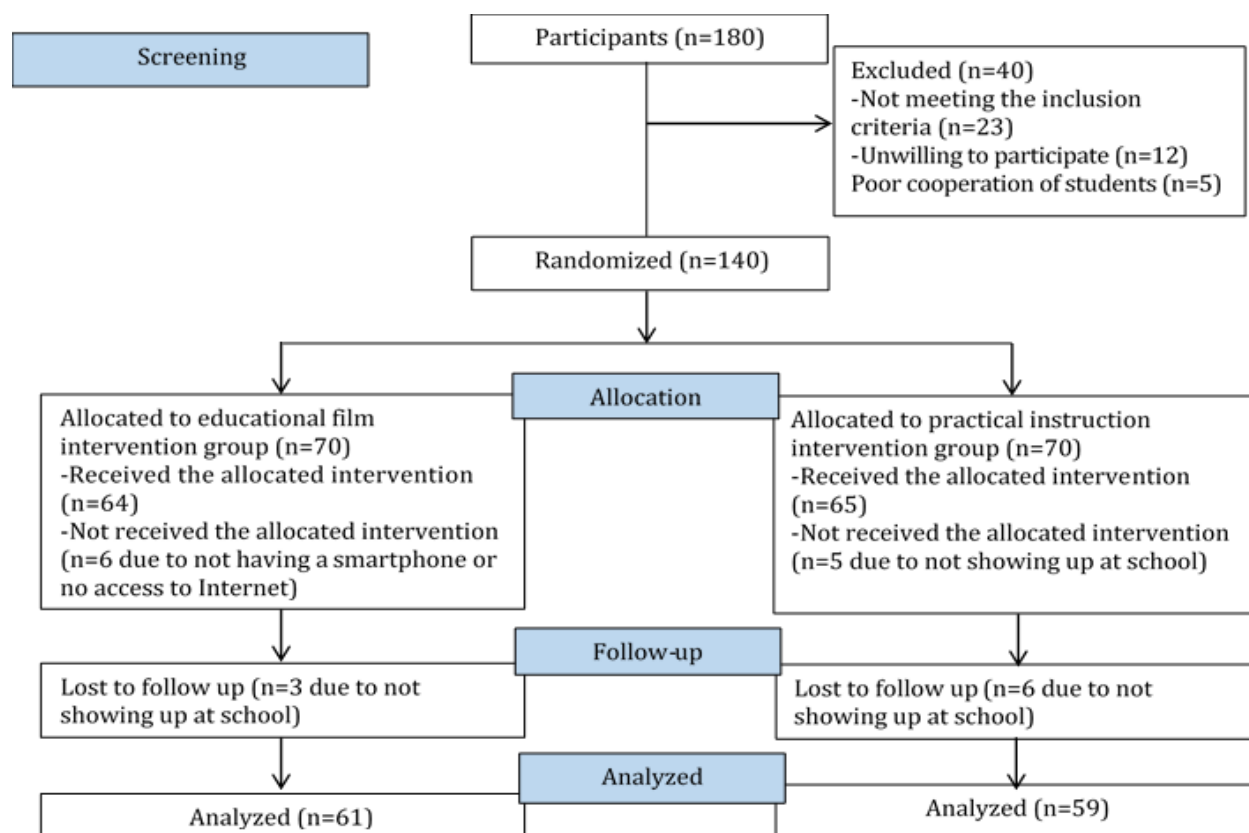 Participants (n=180)
Screening
Excluded (n=40)
-Not meeting the inclusion
criteria (n=23)
-Unwilling to participate (n=12)
Poor cooperation of students (n=5)
Randomized (n=140)
Allocation
Allocated to educational film
intervention group (n=70)
-Received the allocated intervention
(n=64)
-Not received the allocated intervention
(n=6 due to not having a smartphone or
no access to Internet)
Allocated to practical instruction
intervention group (n=70)
-Received the allocated intervention
(n=65)
-Not received the allocated intervention
(n=5 due to not showing up at school)
Follow-up
Lost to follow up (n=3 due to not
showing up at school)
Lost to follow up (n=6 due to not
showing up at school)
Analyzed
Analyzed (n=61)
Analyzed (n=59)